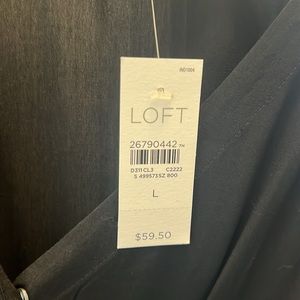 LOFT
26790442
D311 CL3 C2222
S 499573SZ 800
L
$59.50